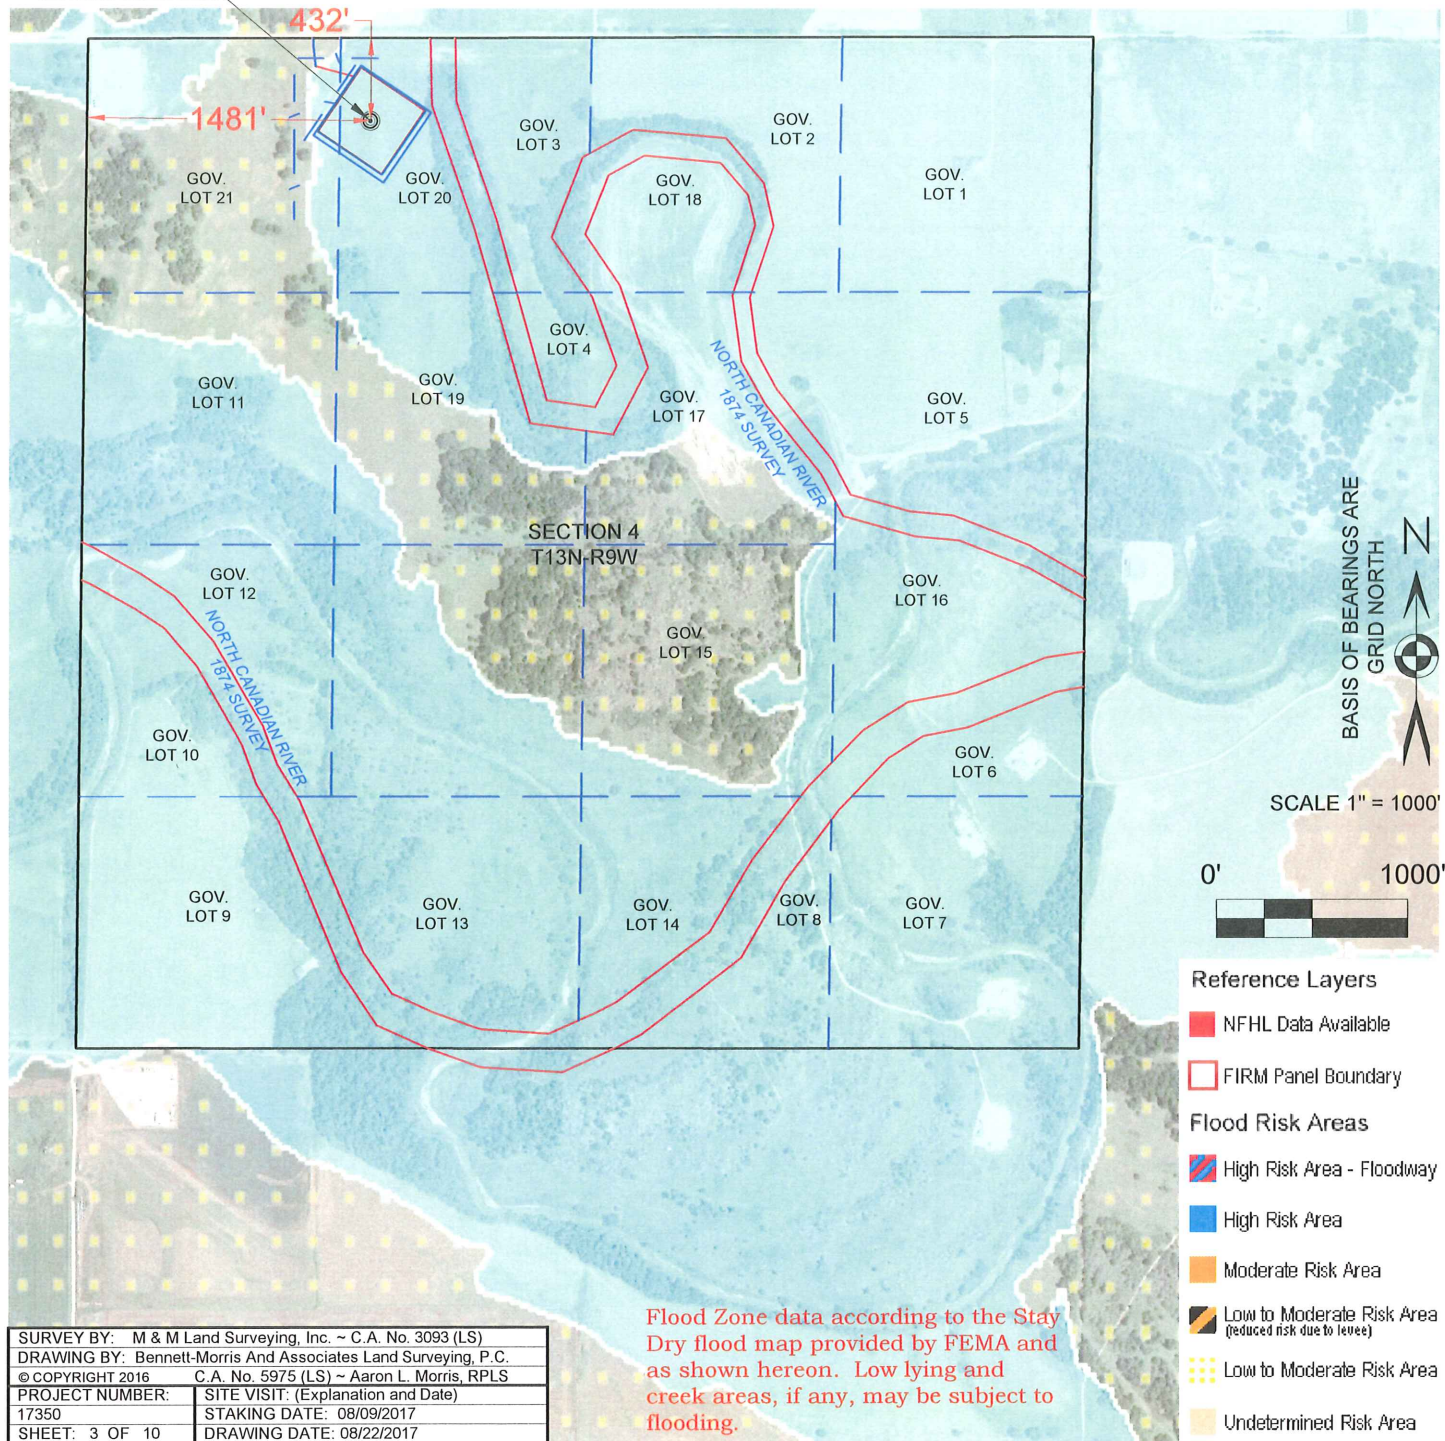 432'
1481'
GOV.
LOT 3
GOV.
LOT 2
GOV.
LOT 21
GOV.
LOT 20
GOV.
LOT 18
GOV.
LOT 1
GOV.
LOT 4
GOV.
LOT 11
GOV.
LOT 19
GOV.
LOT 17
GOV.
LOT 5
NORTH CANADIAN RIVER
1874 SURVEY
SECTION 4
T13N-R9W
GOV.
LOT 12
GOV.
LOT 16
GOV.
LOT 15
NORTH CANADIAN RIVER
1874 SURVEY
GOV.
LOT 10
GOV.
LOT 6
GOV.
LOT 9
GOV.
LOT 13
GOV.
LOT 14
GOV.
LOT 8
GOV.
LOT 7
BASIS OF BEARINGS ARE
GRID NORTH
N
SCALE 1" = 1000'
0' 1000'
Reference Layers
NFHL Data Available
FIRM Panel Boundary
Flood Risk Areas
High Risk Area - Floodway
High Risk Area
Moderate Risk Area
Low to Moderate Risk Area
(reduced risk due to levee)
Low to Moderate Risk Area
Undetermined Risk Area
Flood Zone data according to the Stay
Dry flood map provided by FEMA and
as shown hereon. Low lying and
creek areas, if any, may be subject to
flooding.
SURVEY BY: M & M Land Surveying, Inc. ~ C.A. No. 3093 (LS)
DRAWING BY: Bennett-Morris And Associates Land Surveying, P.C.
© COPYRIGHT 2016 C.A. No. 5975 (LS) ~ Aaron L. Morris, RPLS
PROJECT NUMBER: SITE VISIT: (Explanation and Date)
17350 STAKING DATE: 08/09/2017
SHEET: 3 OF 10 DRAWING DATE: 08/22/2017